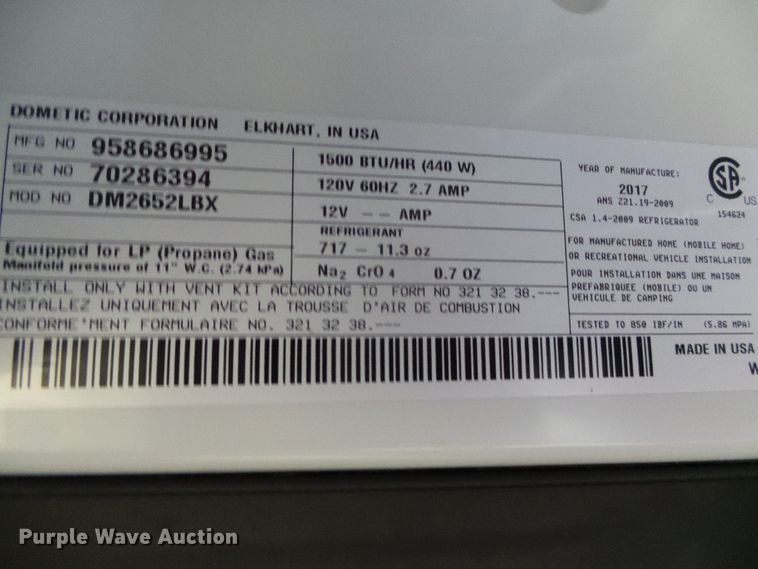 DOMETIC CORPORATION ELKHART, IN USA
MFG NO 958686995
SER NO 70286394
MOD NO DM2652LBX
Equipped for LP (Propane) Gas
Manifold pressure of 11" W.C. (2.74 kPa)
1500 BTU/HR (440 W)
120V 60HZ 2.7 AMP
12V -- AMP
REFRIGERANT
717 - 11.3 oz
Na2 CrO4 0.7 OZ
YEAR OF MANUFACTURE:
2017
ANS Z21.19-2009
CSA 1.4-2009 REFRIGERATOR
C US
154624
FOR MANUFACTURED HOME (MOBILE HOME)
OR RECREATIONAL VEHICLE INSTALLATION
POUR INSTALLATION DANS UNE MAISON
PREFABRIQUEE (MOBILE) OU UN
VEHICULE DE CAMPING
TESTED TO 850 IBF/IN (5.86 MPA)
INSTALL ONLY WITH VENT KIT ACCORDING TO FORM NO 321 32 38.---
INSTALLEZ UNIQUEMENT AVEC LA TROUSSE D'AIR DE COMBUSTION
CONFORME'MENT FORMULAIRE NO. 321 32 38.---
MADE IN USA
W
Purple Wave Auction